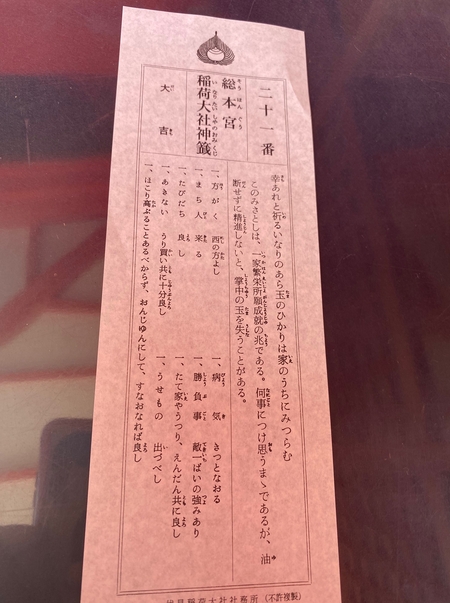 二十一番
総本宮
稲荷大社神籤
大吉
幸あれと祈るいなりのあら玉のひかりは家のうちにみつらむ
このみさとしは、一家繁栄所願成就の兆である。何事につけ思うまゝであるが、油
断せずに精進しないと、掌中の玉を失うことがある。
一、方がく 西の方よし
一、病気 きつとなおる
一、まち人 来る
一、勝負事 敵一ばいの強みあり
一、たびだち 良し
一、たて家やうつり、えんだん共に良し
一、あきない うり買い共に十分良し
一、うせもの 出づべし
一、ほこり高ぶることあるべからず、おんじゆんにして、すなおなれば良し
伏見稲荷大社社務所 (不許複製)